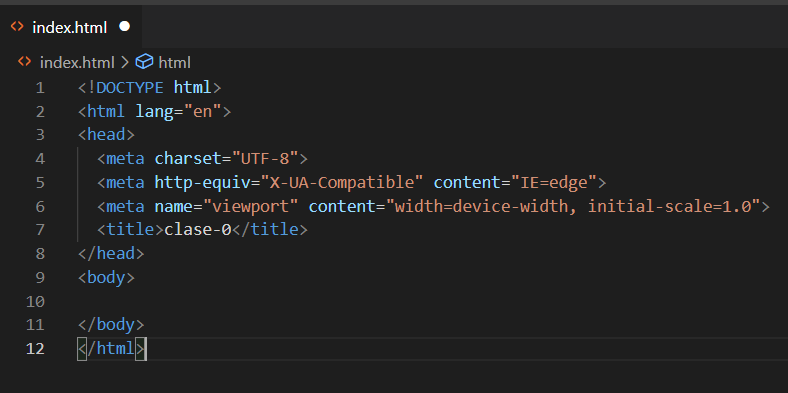 index.html
index.html > html
1 <!DOCTYPE html>
2 <html lang="en">
3 <head>
4   <meta charset="UTF-8">
5   <meta http-equiv="X-UA-Compatible" content="IE=edge">
6   <meta name="viewport" content="width=device-width, initial-scale=1.0">
7   <title>clase-0</title>
8 </head>
9 <body>
10
11 </body>
12 </html>